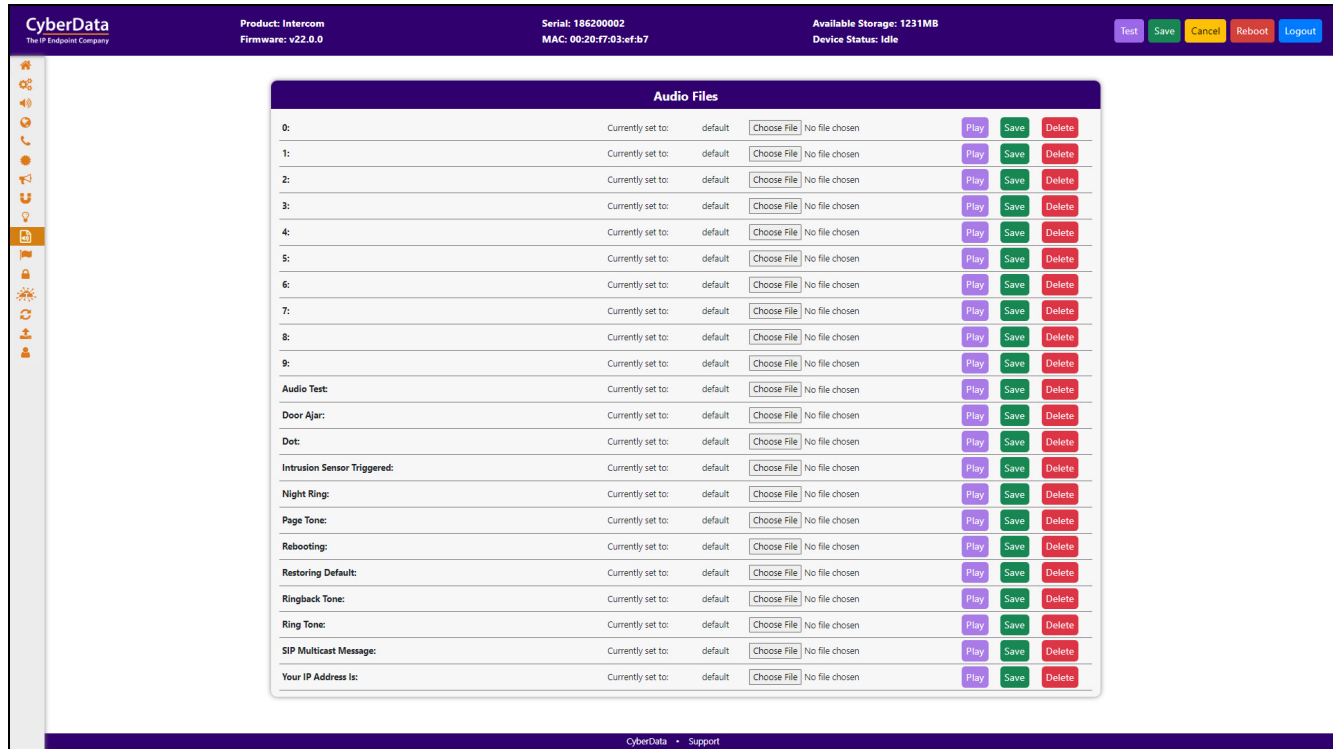 CyberData
The IP Endpoint Company
Product: Intercom
Firmware: v22.0.0
Serial: 186200002
MAC: 00:20:f7:03:ef:b7
Available Storage: 1231MB
Device Status: Idle
Test Save Cancel Reboot Logout
Audio Files
0: Currently set to: default Choose File No file chosen Play Save Delete
1: Currently set to: default Choose File No file chosen Play Save Delete
2: Currently set to: default Choose File No file chosen Play Save Delete
3: Currently set to: default Choose File No file chosen Play Save Delete
4: Currently set to: default Choose File No file chosen Play Save Delete
5: Currently set to: default Choose File No file chosen Play Save Delete
6: Currently set to: default Choose File No file chosen Play Save Delete
7: Currently set to: default Choose File No file chosen Play Save Delete
8: Currently set to: default Choose File No file chosen Play Save Delete
9: Currently set to: default Choose File No file chosen Play Save Delete
Audio Test: Currently set to: default Choose File No file chosen Play Save Delete
Door Ajar: Currently set to: default Choose File No file chosen Play Save Delete
Dot: Currently set to: default Choose File No file chosen Play Save Delete
Intrusion Sensor Triggered: Currently set to: default Choose File No file chosen Play Save Delete
Night Ring: Currently set to: default Choose File No file chosen Play Save Delete
Page Tone: Currently set to: default Choose File No file chosen Play Save Delete
Rebooting: Currently set to: default Choose File No file chosen Play Save Delete
Restoring Default: Currently set to: default Choose File No file chosen Play Save Delete
Ringback Tone: Currently set to: default Choose File No file chosen Play Save Delete
Ring Tone: Currently set to: default Choose File No file chosen Play Save Delete
SIP Multicast Message: Currently set to: default Choose File No file chosen Play Save Delete
Your IP Address Is: Currently set to: default Choose File No file chosen Play Save Delete
CyberData • Support